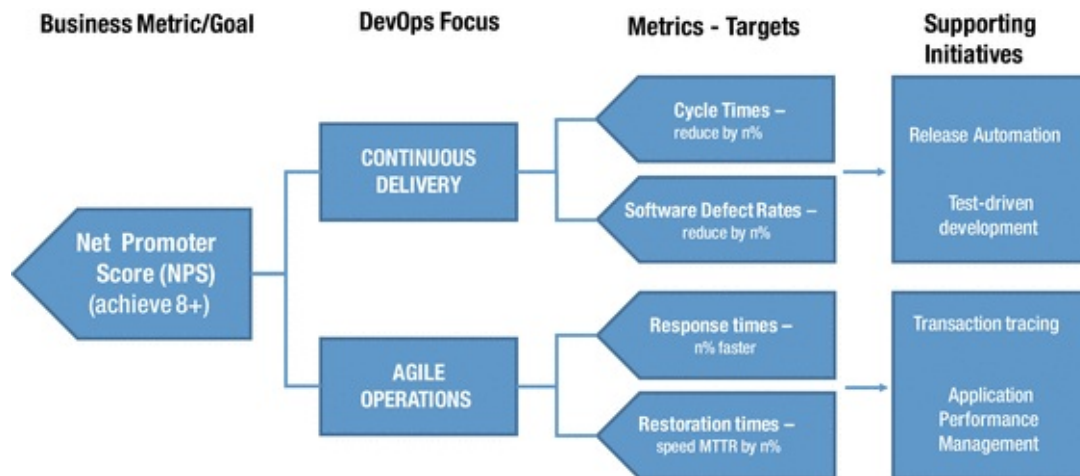 Business Metric/Goal
DevOps Focus
Metrics - Targets
Supporting
Initiatives
Net Promoter
Score (NPS)
(achieve 8+)
CONTINUOUS
DELIVERY
AGILE
OPERATIONS
Cycle Times –
reduce by n%
Software Defect Rates –
reduce by n%
Response times –
n% faster
Restoration times –
speed MTTR by n%
Release Automation
Test-driven
development
Transaction tracing
Application
Performance
Management